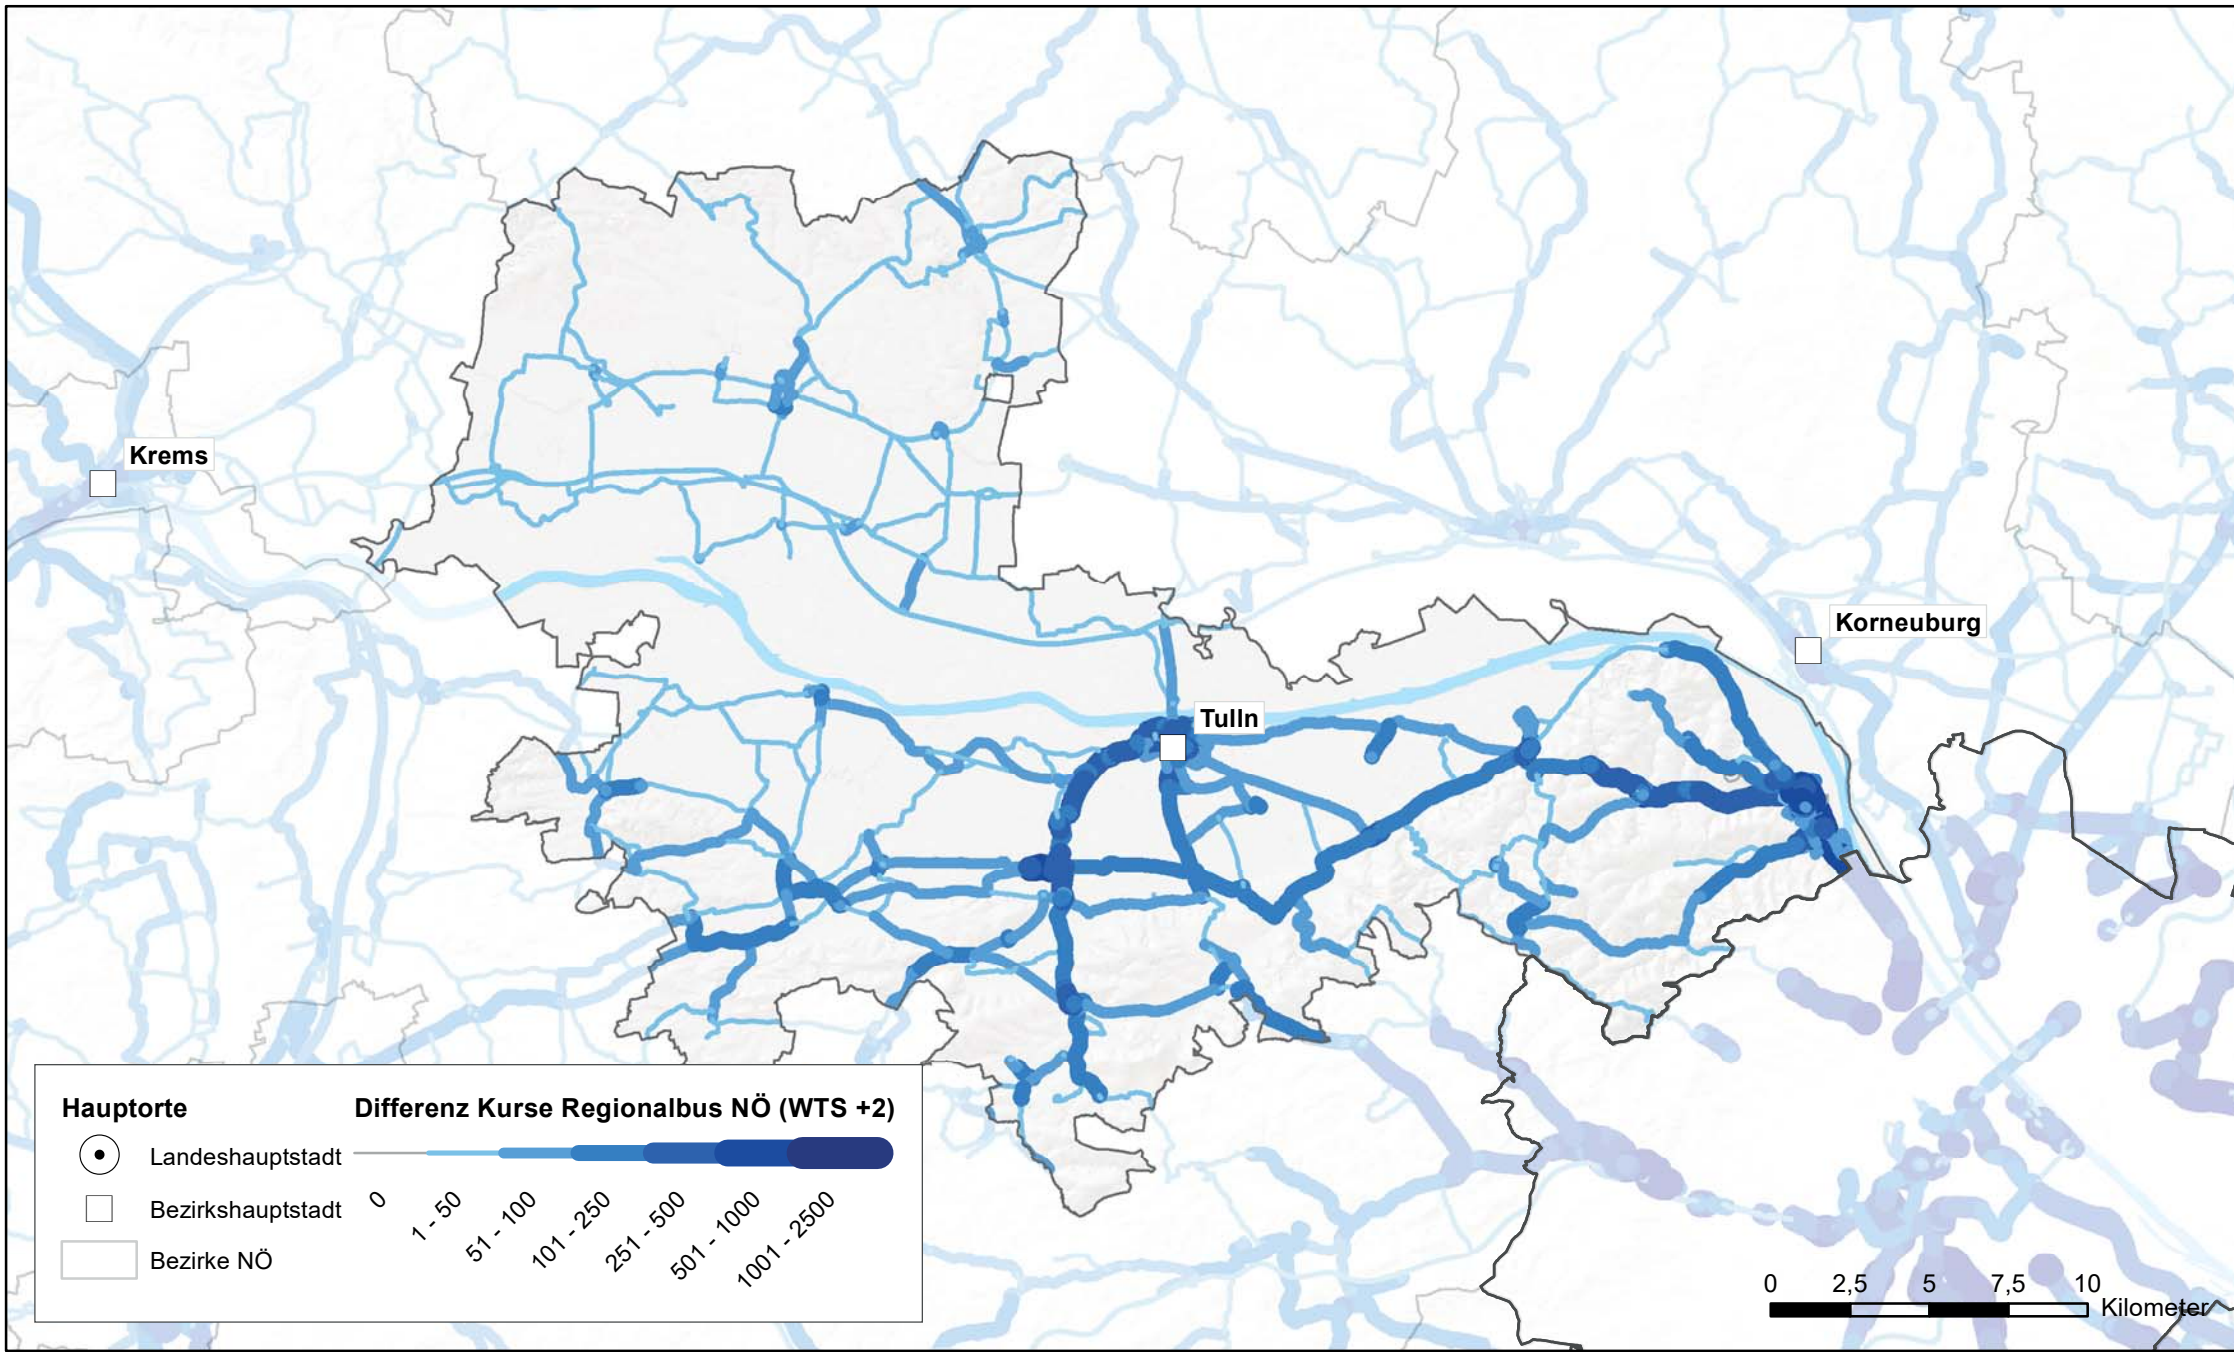 Krems
Korneuburg
Tulln
Hauptorte
Landeshauptstadt
Bezirkshauptstadt
Bezirke NÖ
Differenz Kurse Regionalbus NÖ (WTS +2)
0
1 - 50
51 - 100
101 - 250
251 - 500
501 - 1000
1001 - 2500
0 2,5 5 7,5 10
Kilometer